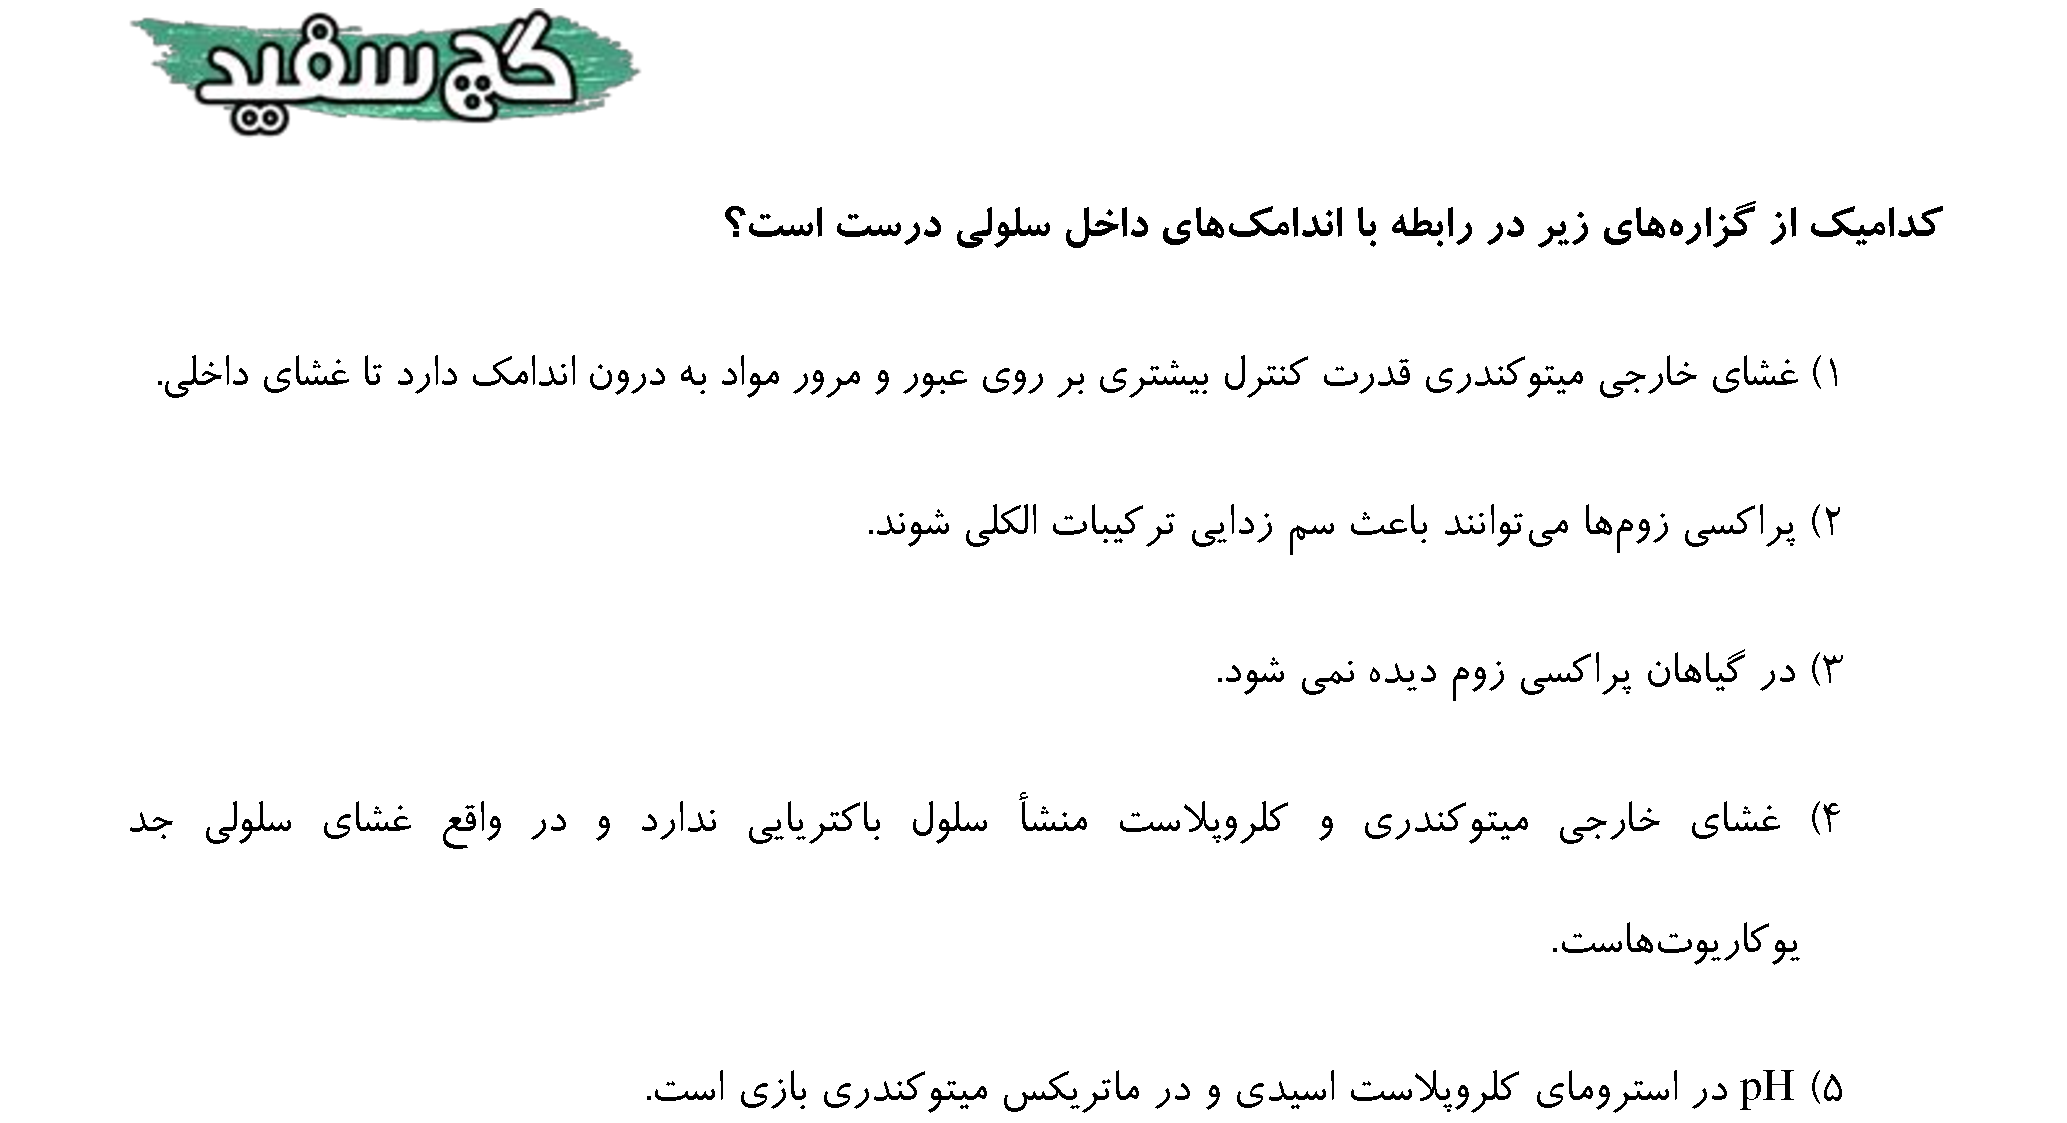 گچ سفید
کدامیک از گزاره‌های زیر در رابطه با اندامک‌های داخل سلولی درست است؟
۱) غشای خارجی میتوکندری قدرت کنترل بیشتری بر روی عبور و مرور مواد به درون اندامک دارد تا غشای داخلی.
۲) پراکسی زوم‌ها می‌توانند باعث سم زدایی ترکیبات الکلی شوند.
۳) در گیاهان پراکسی زوم دیده نمی شود.
۴) غشای خارجی میتوکندری و کلروپلاست منشأ سلول باکتریایی ندارد و در واقع غشای سلولی جد
یوکاریوت‌هاست.
۵) pH در استرومای کلروپلاست اسیدی و در ماتریکس میتوکندری بازی است.